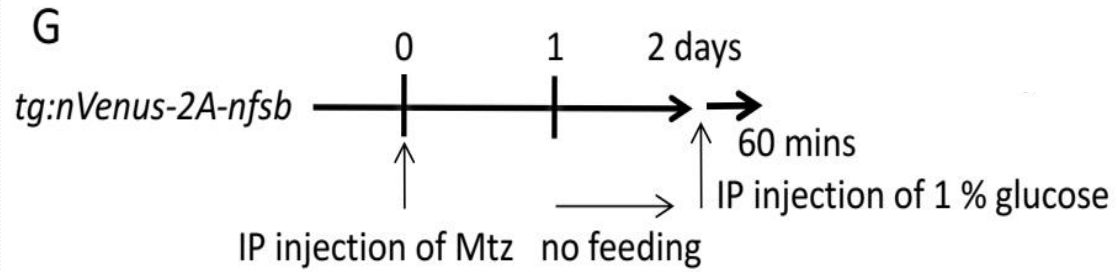 G
0 1 2 days
tg:nVenus-2A-nfsb
60 mins
IP injection of 1 % glucose
IP injection of Mtz no feeding